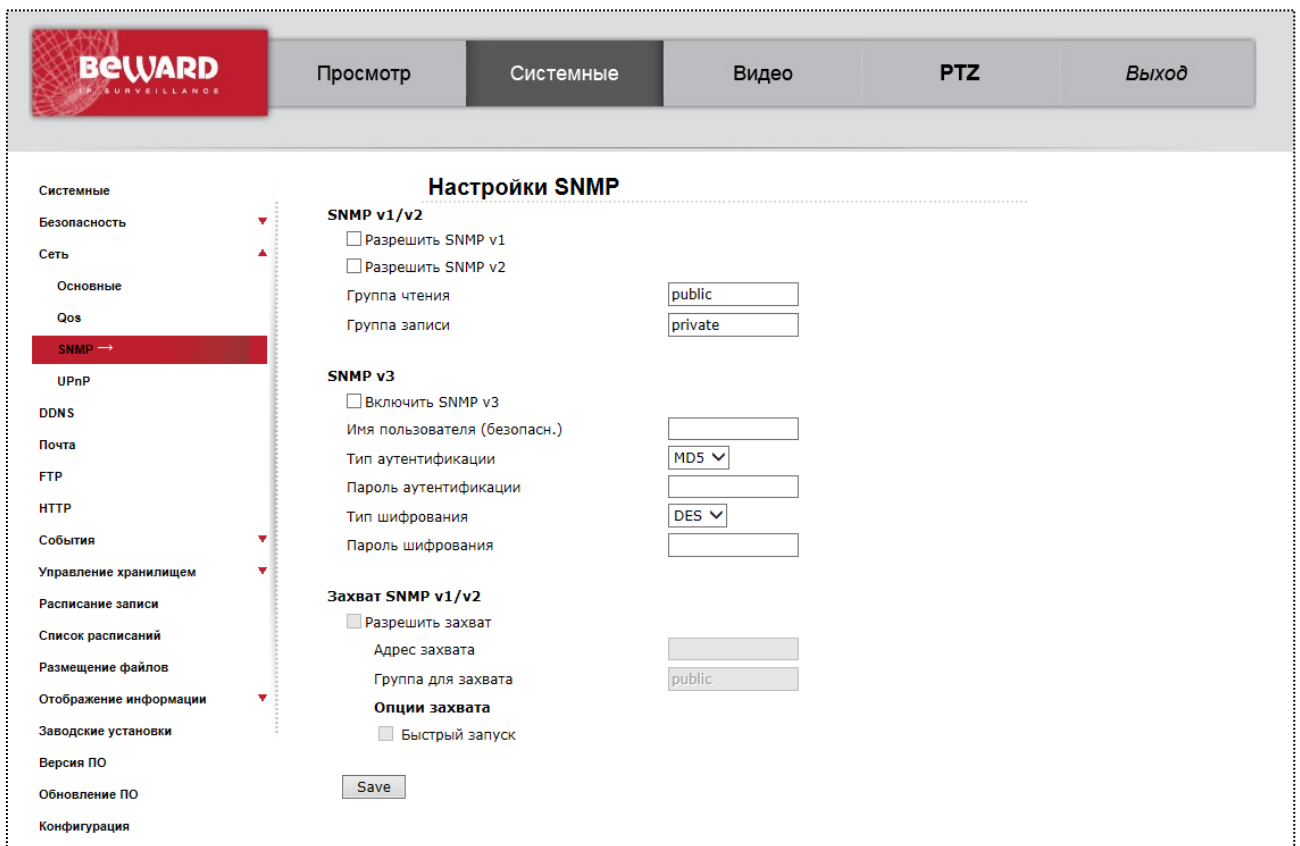 BEWARD
IP SURVEILLANCE
Просмотр Системные Видео PTZ Выход
Системные
Безопасность
Сеть
Основные
Qos
SNMP →
UPnP
DDNS
Почта
FTP
HTTP
События
Управление хранилищем
Расписание записи
Список расписаний
Размещение файлов
Отображение информации
Заводские установки
Версия ПО
Обновление ПО
Конфигурация
Настройки SNMP
SNMP v1/v2
Разрешить SNMP v1
Разрешить SNMP v2
Группа чтения public
Группа записи private
SNMP v3
Включить SNMP v3
Имя пользователя (безопасн.)
Тип аутентификации MD5
Пароль аутентификации
Тип шифрования DES
Пароль шифрования
Захват SNMP v1/v2
Разрешить захват
Адрес захвата
Группа для захвата public
Опции захвата
Быстрый запуск
Save